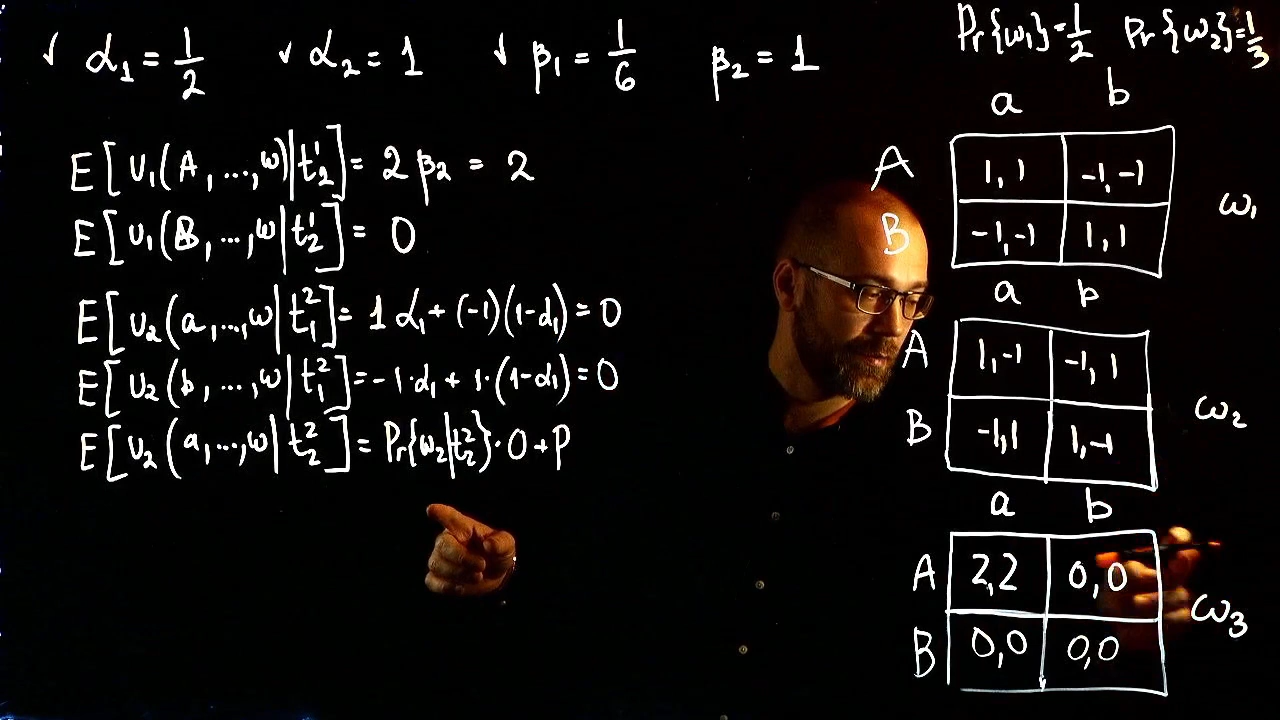 ✓ α₁ = 1/2 ✓ α₂ = 1 ✓ β₁ = 1/6 β₂ = 1
Pr{ω₁}=1/2 Pr{ω₂}=1/3
E[U₁(A,...,ω)|t₂¹] = 2β₂ = 2
E[U₁(B,...,ω|t₂¹] = 0
E[U₂(a,...,ω|t₁²] = 1α₁+(-1)(1-α₁)=0
E[U₂(b,...,ω|t₁²]=-1·α₁+1·(1-α₁)=0
E[U₂(a,...,ω|t₂²] = Pr{ω₂|t₂²}·0+P
a b
A 1,1 -1,-1
B -1,-1 1,1
ω₁
a b
A 1,-1 -1,1
B -1,1 1,-1
ω₂
a b
A 2,2 0,0
B 0,0 0,0
ω₃